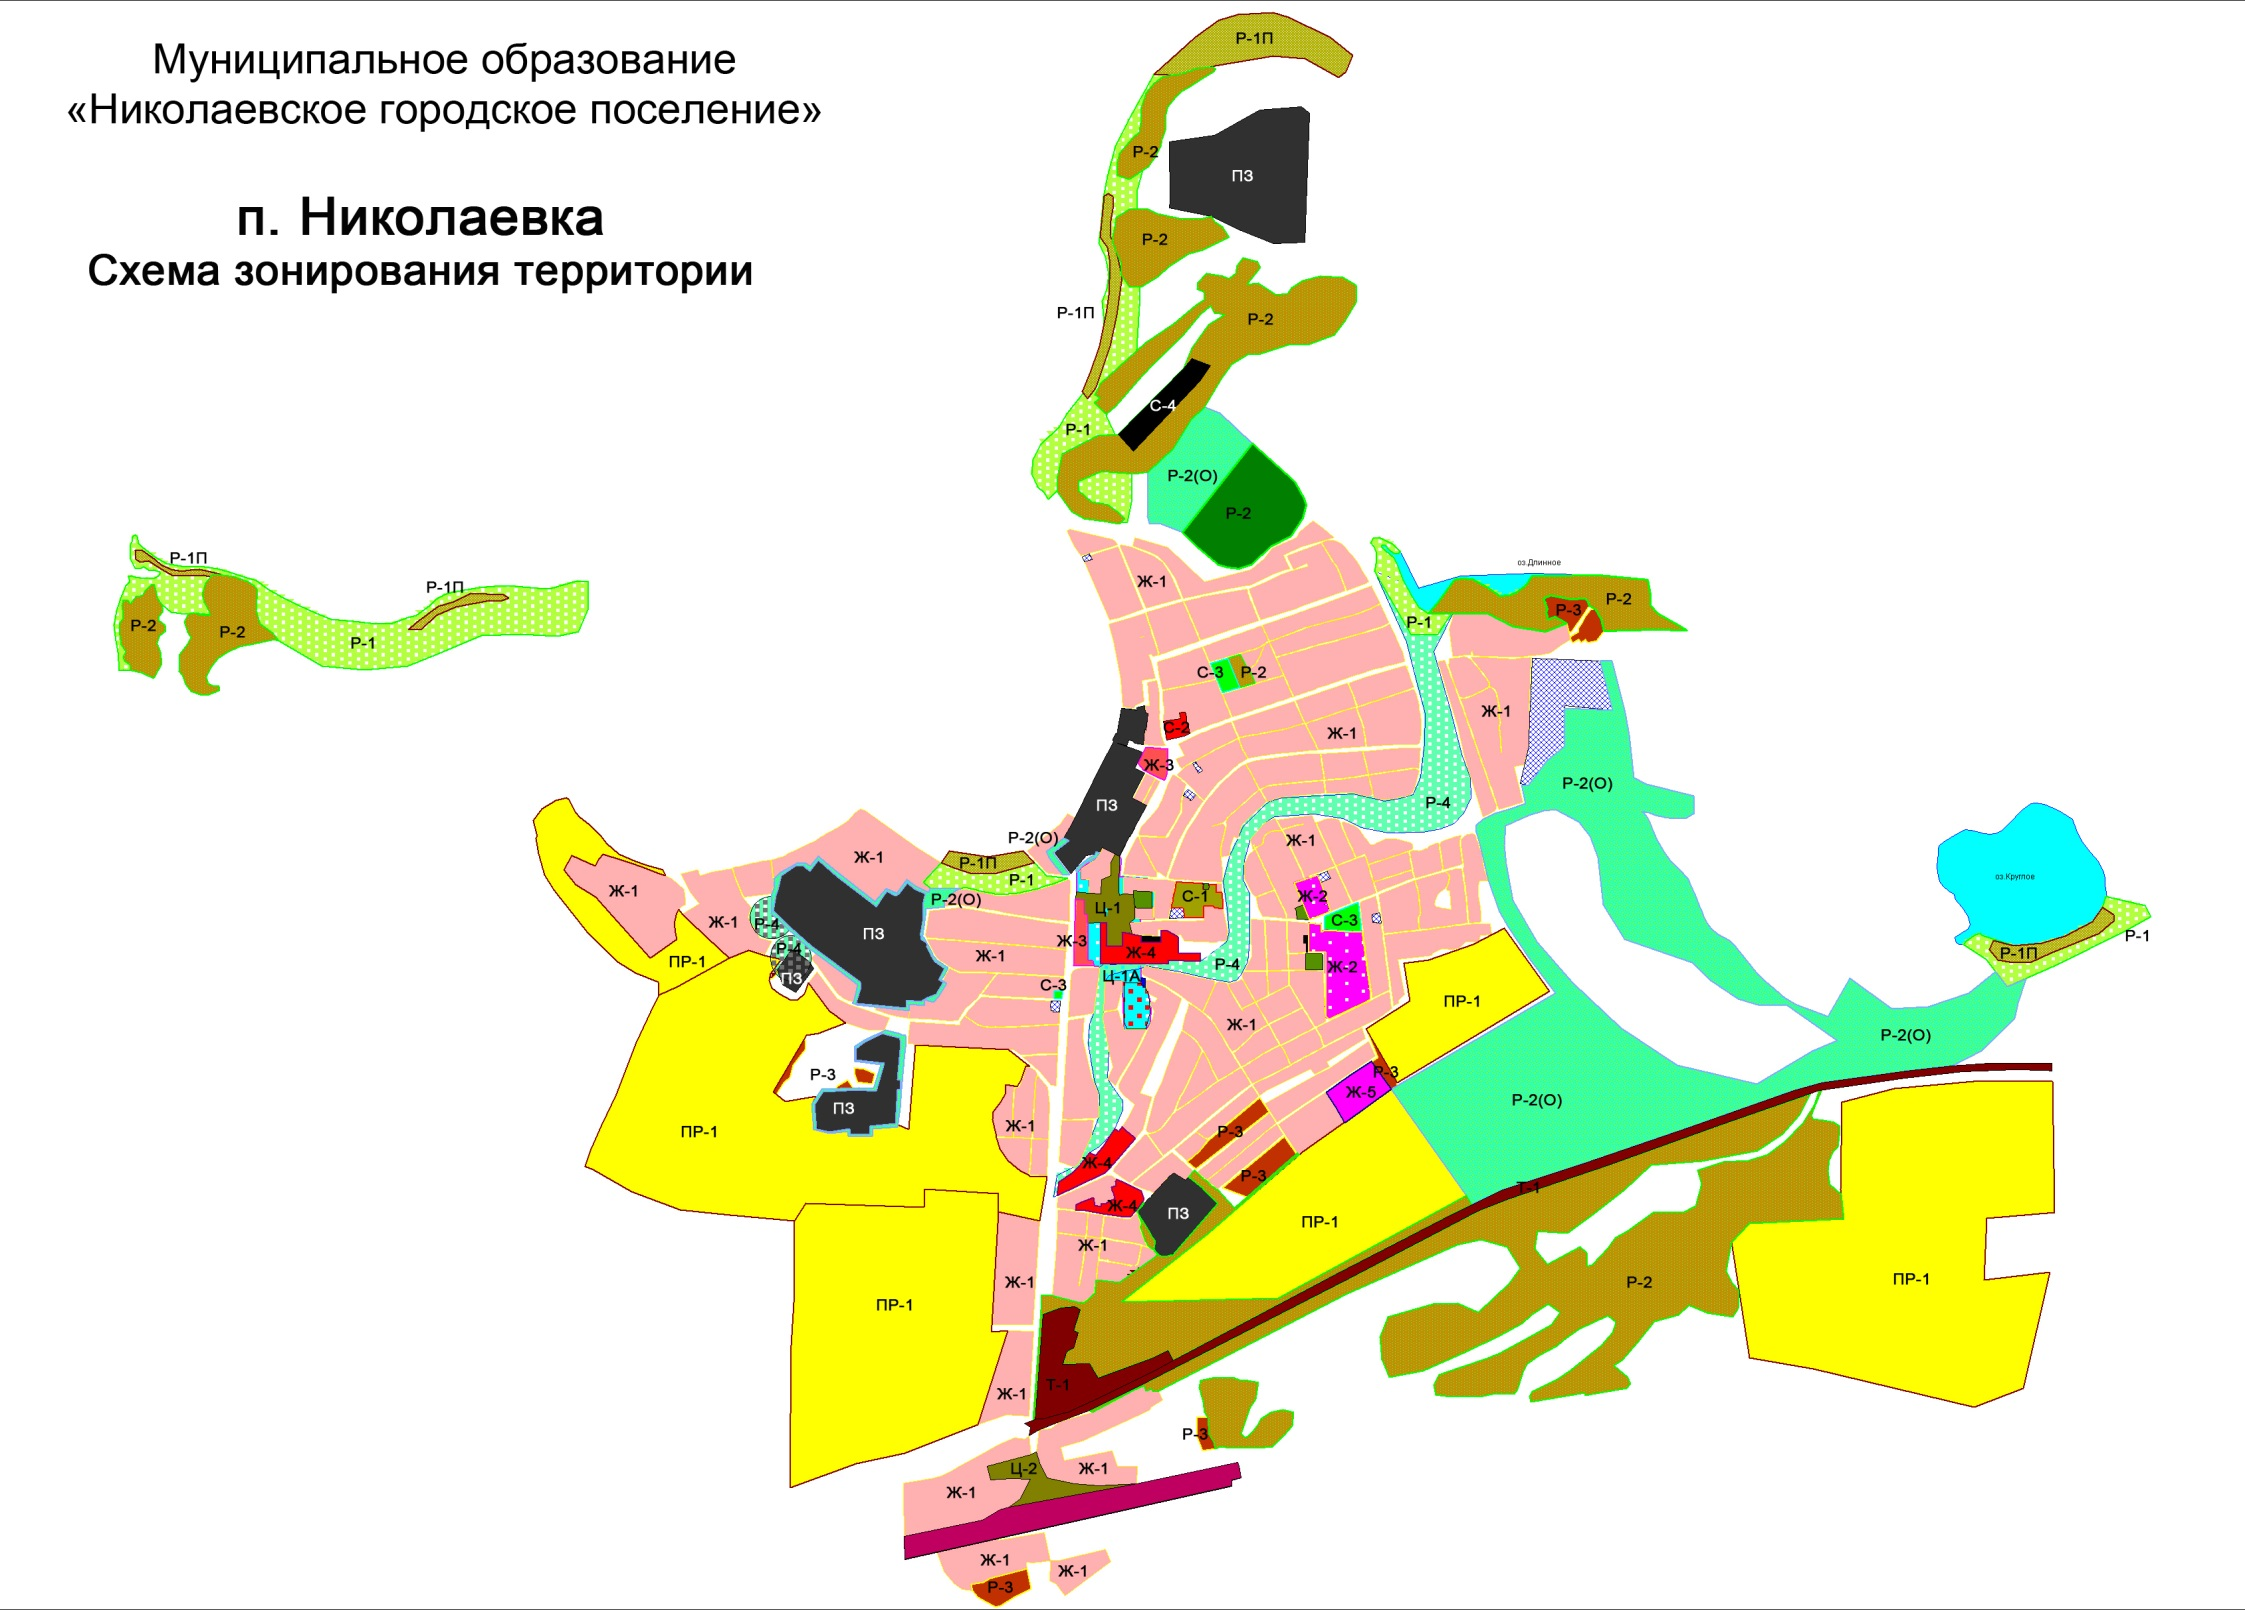 Муниципальное образование
«Николаевское городское поселение»
п. Николаевка
Схема зонирования территории
Р-1П
Р-2
ПЗ
Р-2
Р-1П
Р-2
С-4
Р-1
Р-2(О)
Р-2
Р-1П
Р-1П
Р-2
Р-2
Р-1
Ж-1
оз.Длинное
Р-3
Р-2
Р-1
С-3
Р-2
Ж-1
С-2
Ж-1
Ж-3
Р-2(О)
ПЗ
Р-4
Р-2(О)
Ж-1
Ж-1
Р-1П
Р-1
оз.Круглое
Ж-1
Р-2(О)
Ж-2
С-1
Ц-1
Ж-1
Р-4
С-3
ПЗ
Ж-3
Р-1
Р-4
Ж-4
Р-1П
Ж-1
ПР-1
Р-4
Ж-2
ПЗ
Ц-1А
С-3
ПР-1
Ж-1
Р-2(О)
Р-3
Р-3
Ж-5
Р-2(О)
ПЗ
Ж-1
ПР-1
Р-3
Ж-4
Р-3
Т-1
Ж-4
ПЗ
ПР-1
Ж-1
Ж-1
Р-2
ПР-1
ПР-1
Т-1
Ж-1
Р-3
Ц-2
Ж-1
Ж-1
Ж-1
Ж-1
Р-3